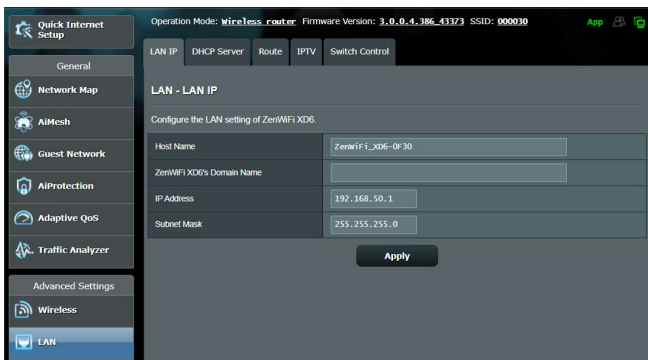 Quick Internet
Setup
Operation Mode: Wireless router Firmware Version: 3.0.0.4.386_43373 SSID: 000030
App
LAN IP DHCP Server Route IPTV Switch Control
General
Network Map
AiMesh
Guest Network
AiProtection
Adaptive QoS
Traffic Analyzer
Advanced Settings
Wireless
LAN
LAN - LAN IP
Configure the LAN setting of ZenWiFi XD6.
Host Name ZenWiFi_XD6-0F30
ZenWiFi XD6's Domain Name
IP Address 192.168.50.1
Subnet Mask 255.255.255.0
Apply